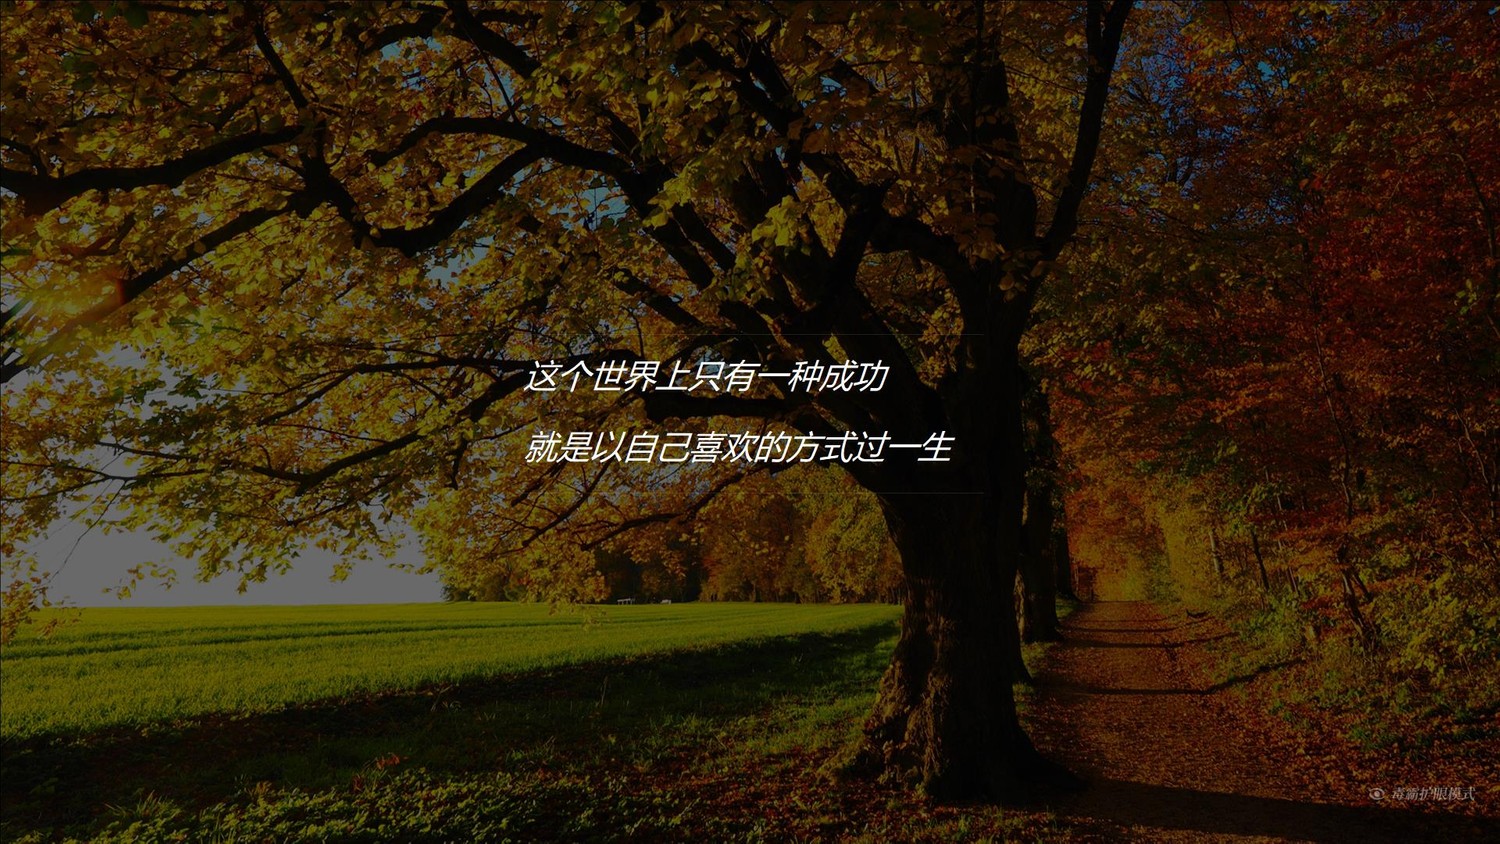 这个世界上只有一种成功
就是以自己喜欢的方式过一生
毒霸护眼模式